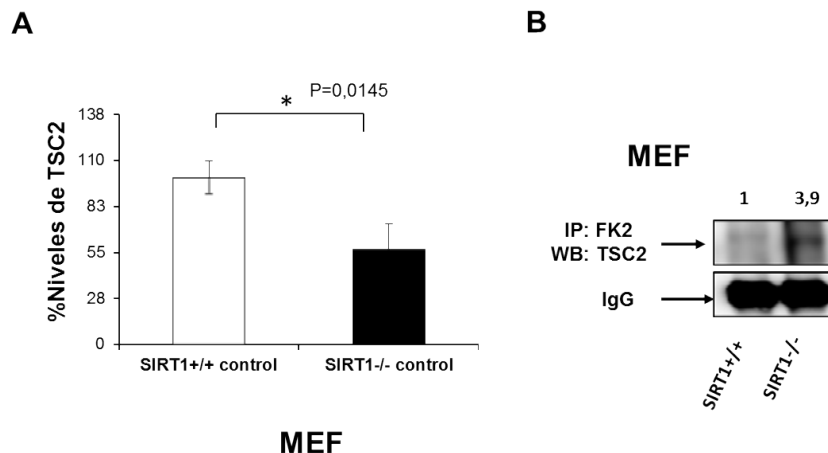 A
P=0,0145
*
138
110
83
55
28
0
%Niveles de TSC2
SIRT1+/+ control
SIRT1-/- control
MEF
B
MEF
1
3,9
IP: FK2
WB: TSC2
IgG
SIRT1+/+
SIRT1-/-